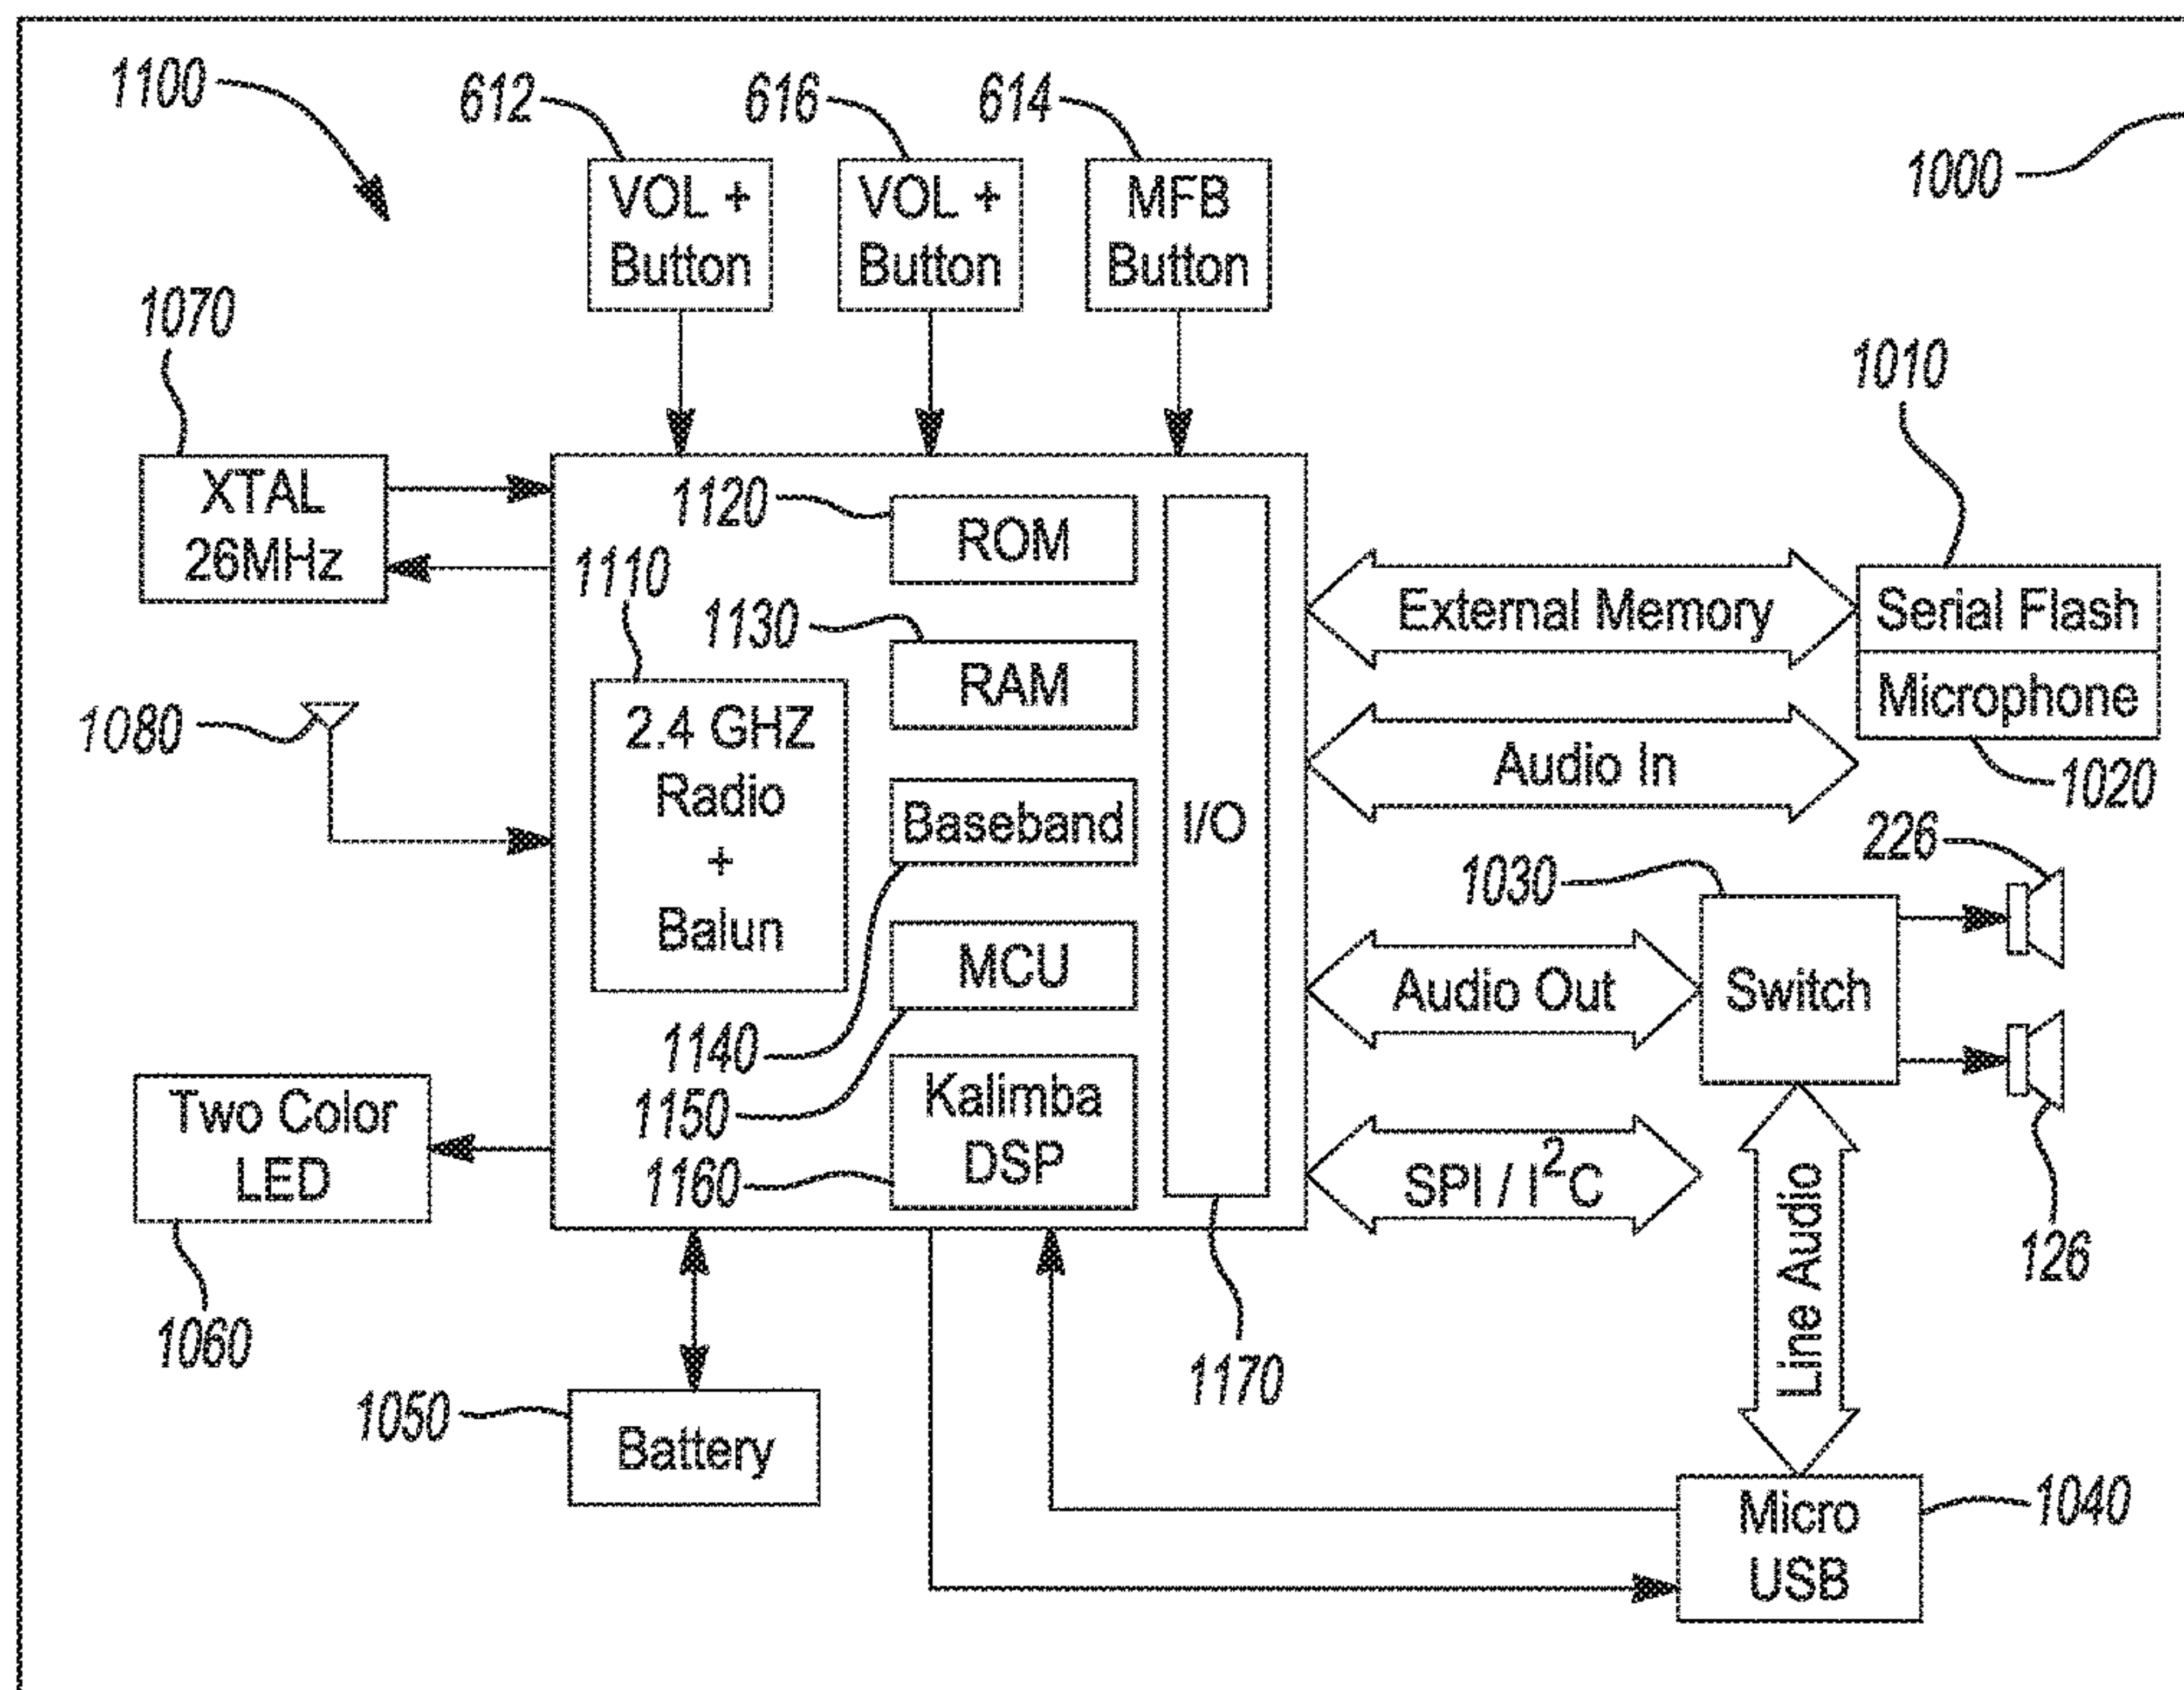 1100
612
616
614
1000
VOL +
Button
VOL +
Button
MFB
Button
1070
1010
XTAL
26MHz
1120
ROM
1110
External Memory
Serial Flash
1130
RAM
Microphone
1080
2.4 GHZ
Radio
+
Balun
Audio In
1020
Baseband
I/O
226
1030
MCU
Audio Out
Switch
1140
1150
Kalimba
DSP
Two Color
LED
1160
SPI / I²C
126
Line Audio
1060
1170
1050
Battery
Micro
USB
1040